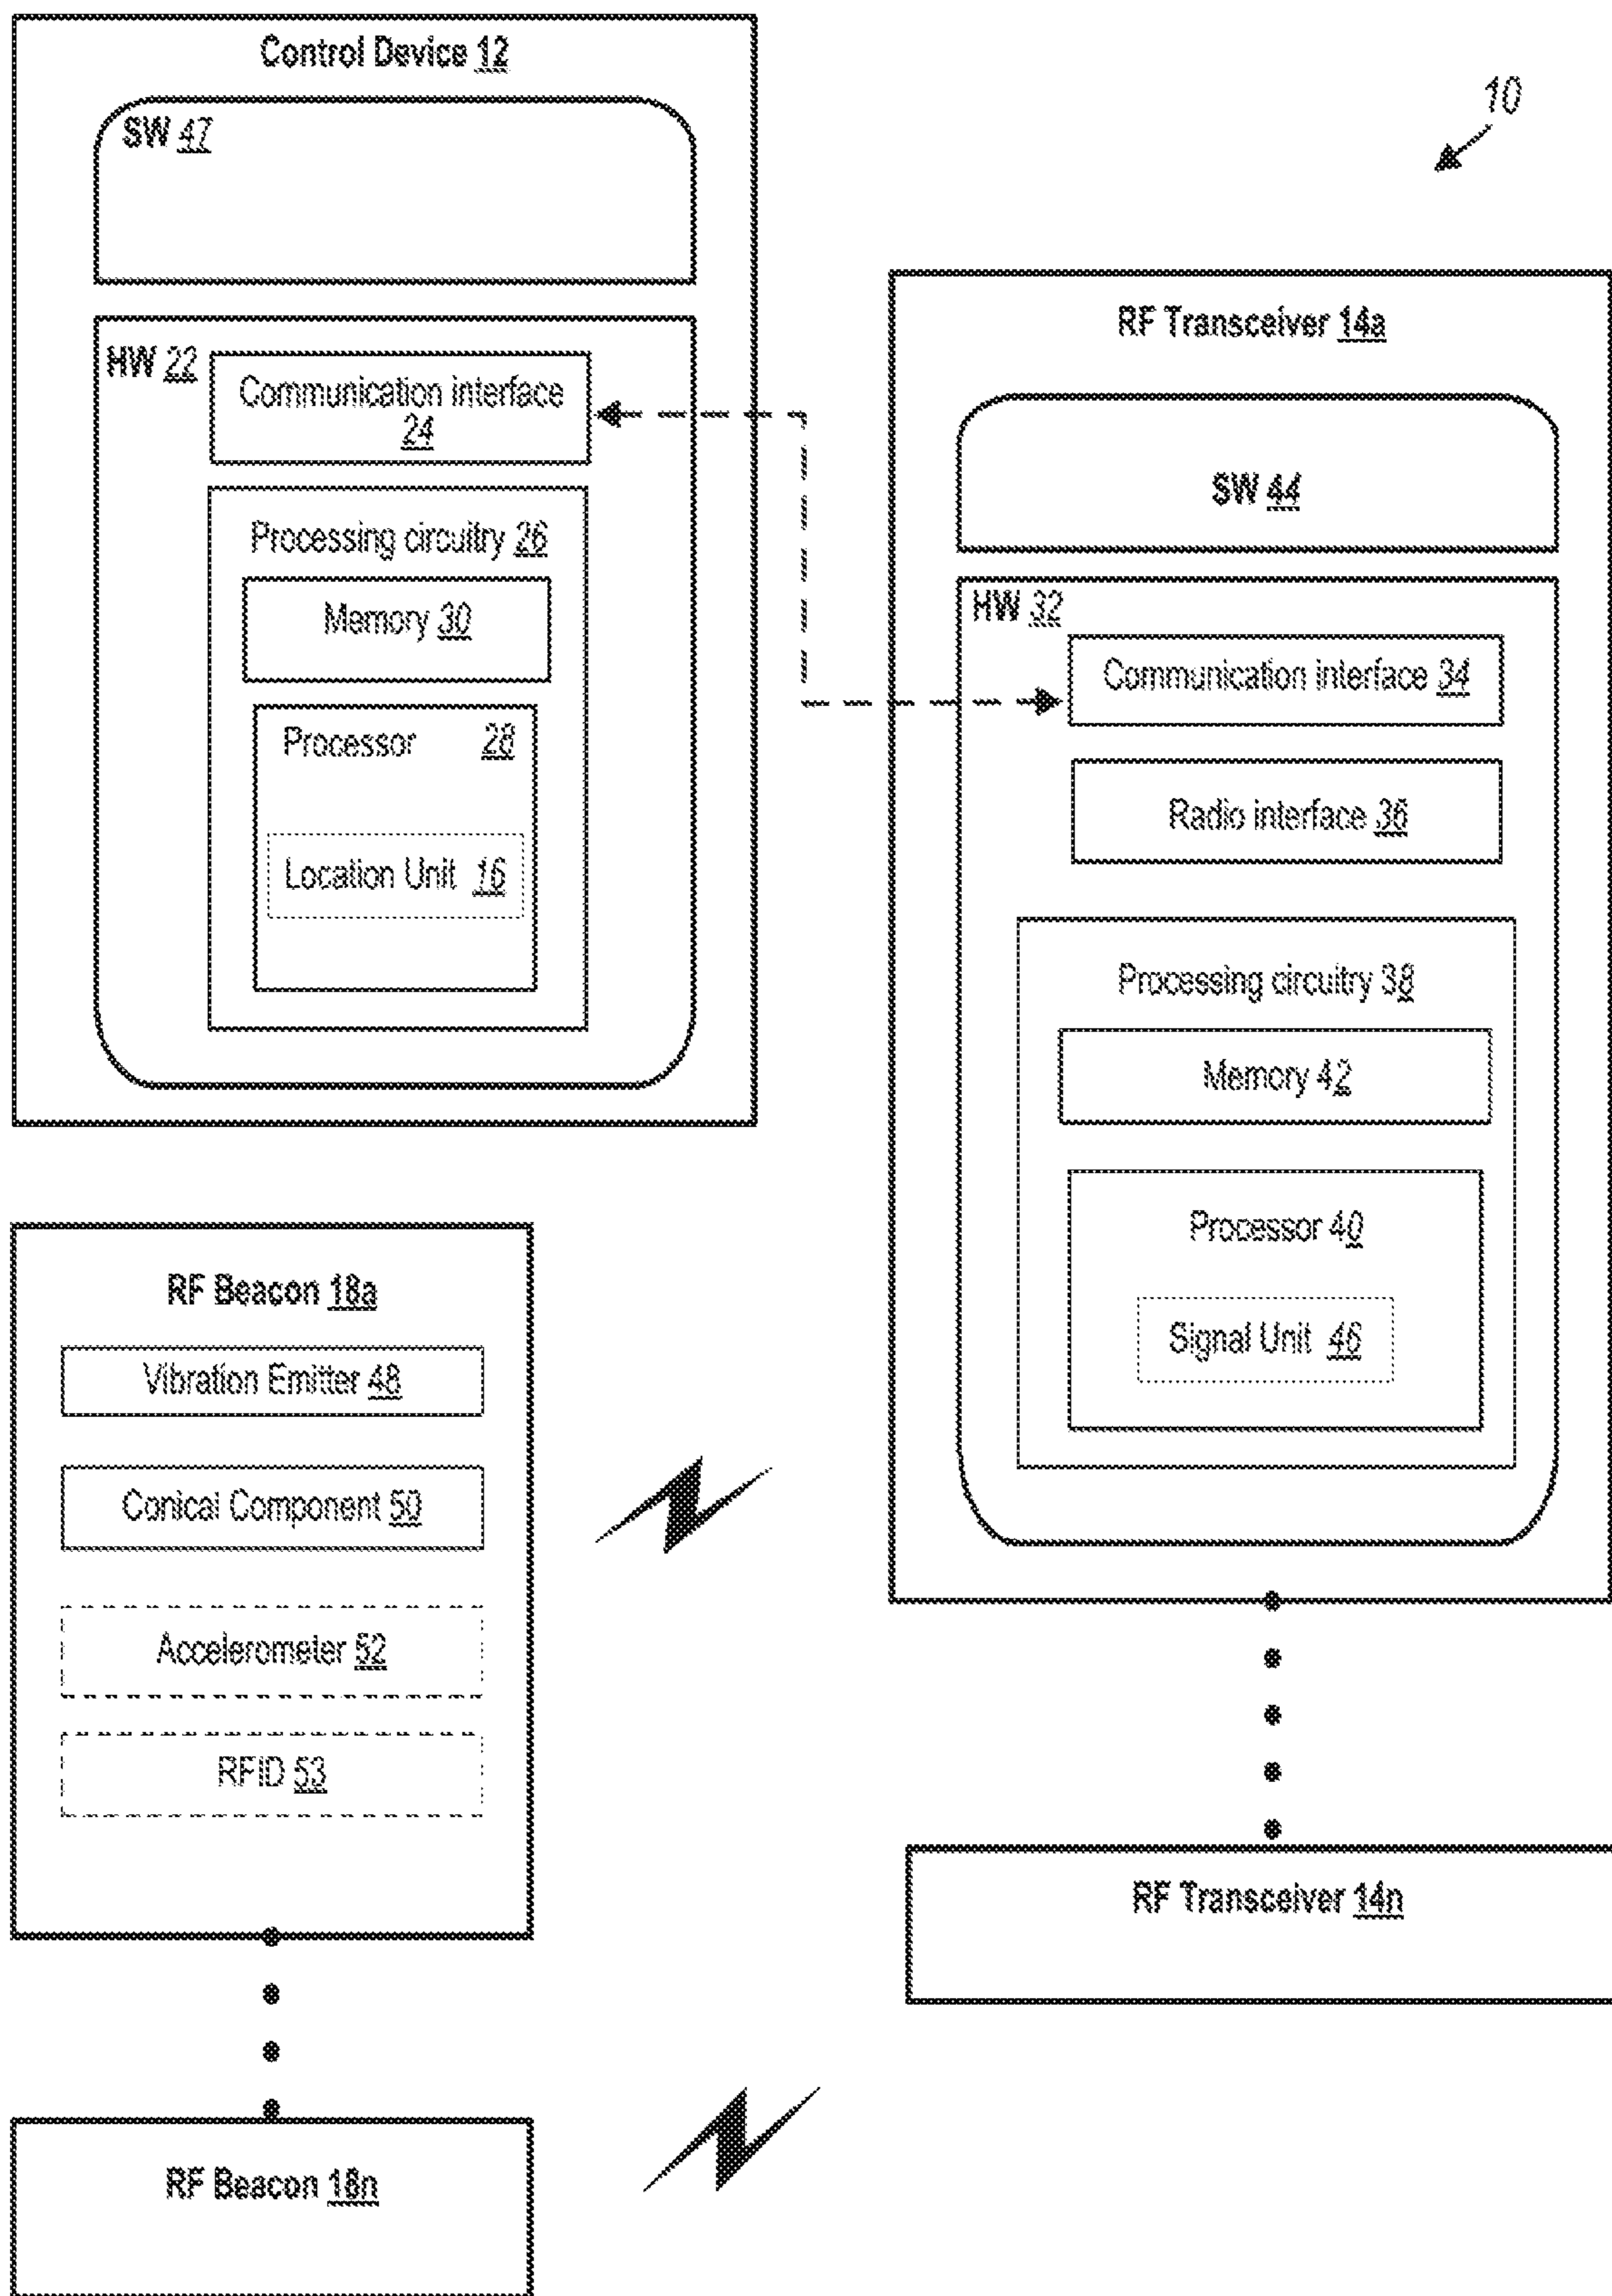 Control Device 12
SW 47
HW 22
Communication interface
24
Processing circuitry 26
Memory 30
Processor 28
Location Unit 16
10
RF Transceiver 14a
SW 44
HW 32
Communication interface 34
Radio interface 36
Processing circuitry 38
Memory 42
Processor 40
Signal Unit 46
RF Beacon 18a
Vibration Emitter 48
Conical Component 50
Accelerometer 52
RFID 53
RF Transceiver 14n
RF Beacon 18n